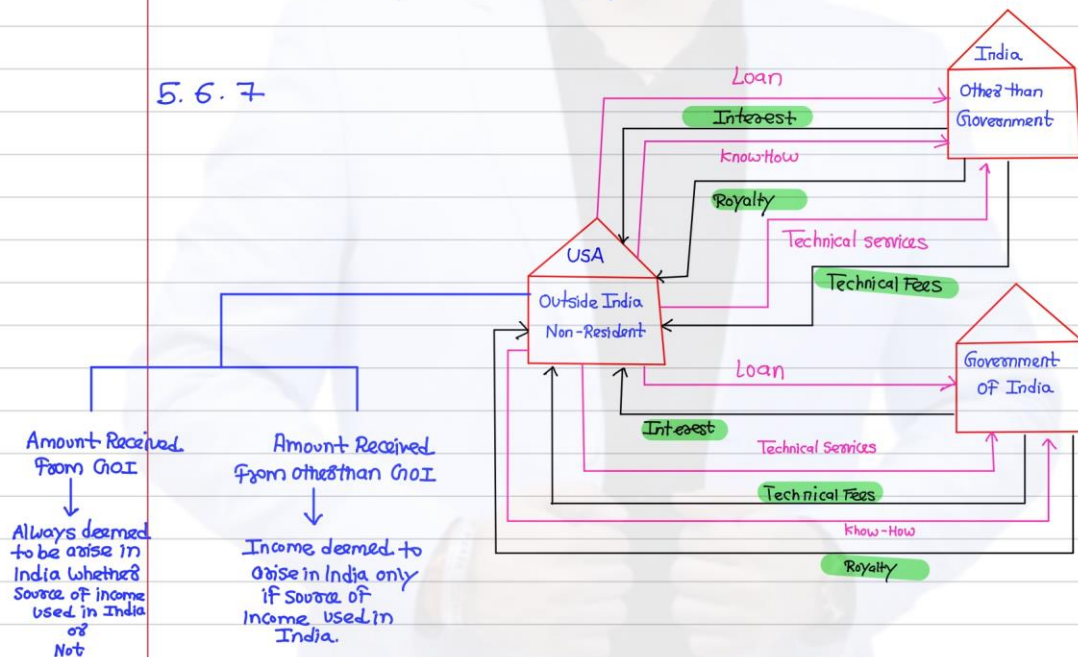 5.6.7
India
Other than
Government
Loan
Interest
Know-How
Royalty
Technical services
Technical Fees
USA
Outside India
Non-Resident
Government
OF India
Loan
Interest
Technical Services
Technical Fees
Know-How
Royalty
Amount Received
From GOI
Always deemed
to be arise in
India whether
Source of income
used in India
or
Not
Amount Received
From other than GOI
Income deemed to
arise in India only
if source of
Income used in
India.